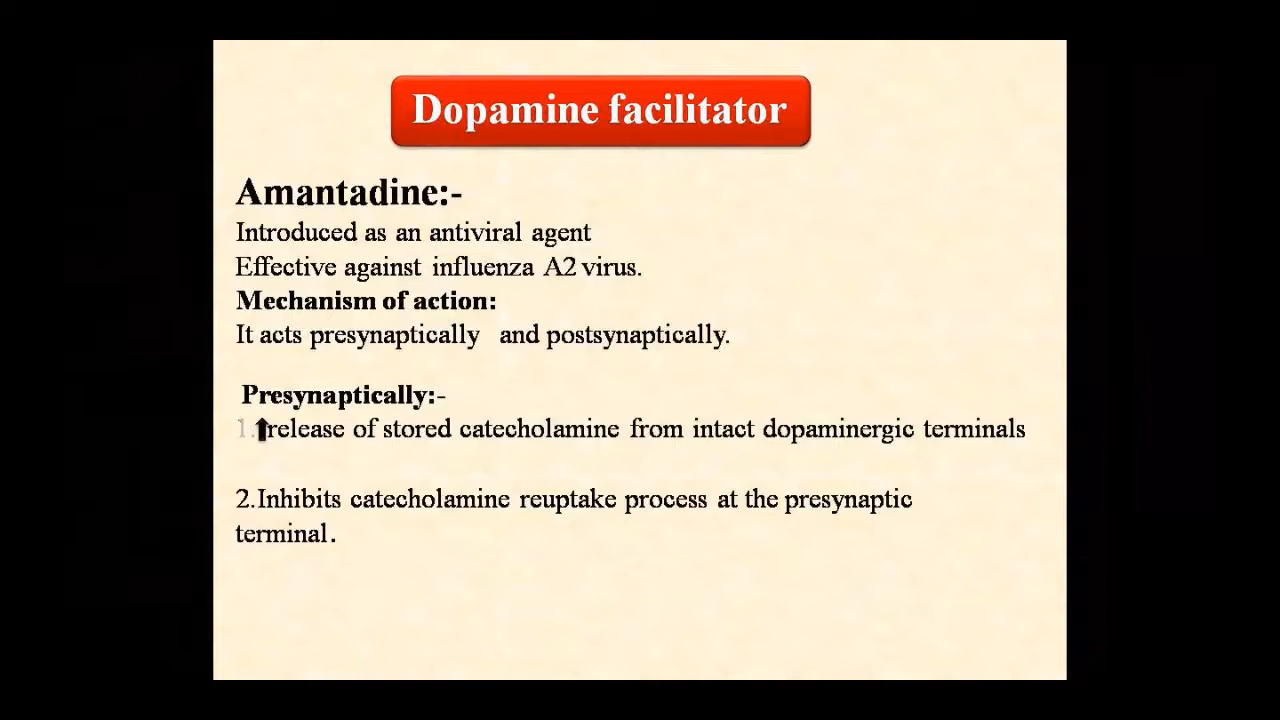 Dopamine facilitator
Amantadine:-
Introduced as an antiviral agent
Effective against influenza A2 virus.
Mechanism of action:
It acts presynaptically and postsynaptically.
Presynaptically:-
1.⬆release of stored catecholamine from intact dopaminergic terminals
2.Inhibits catecholamine reuptake process at the presynaptic
terminal.